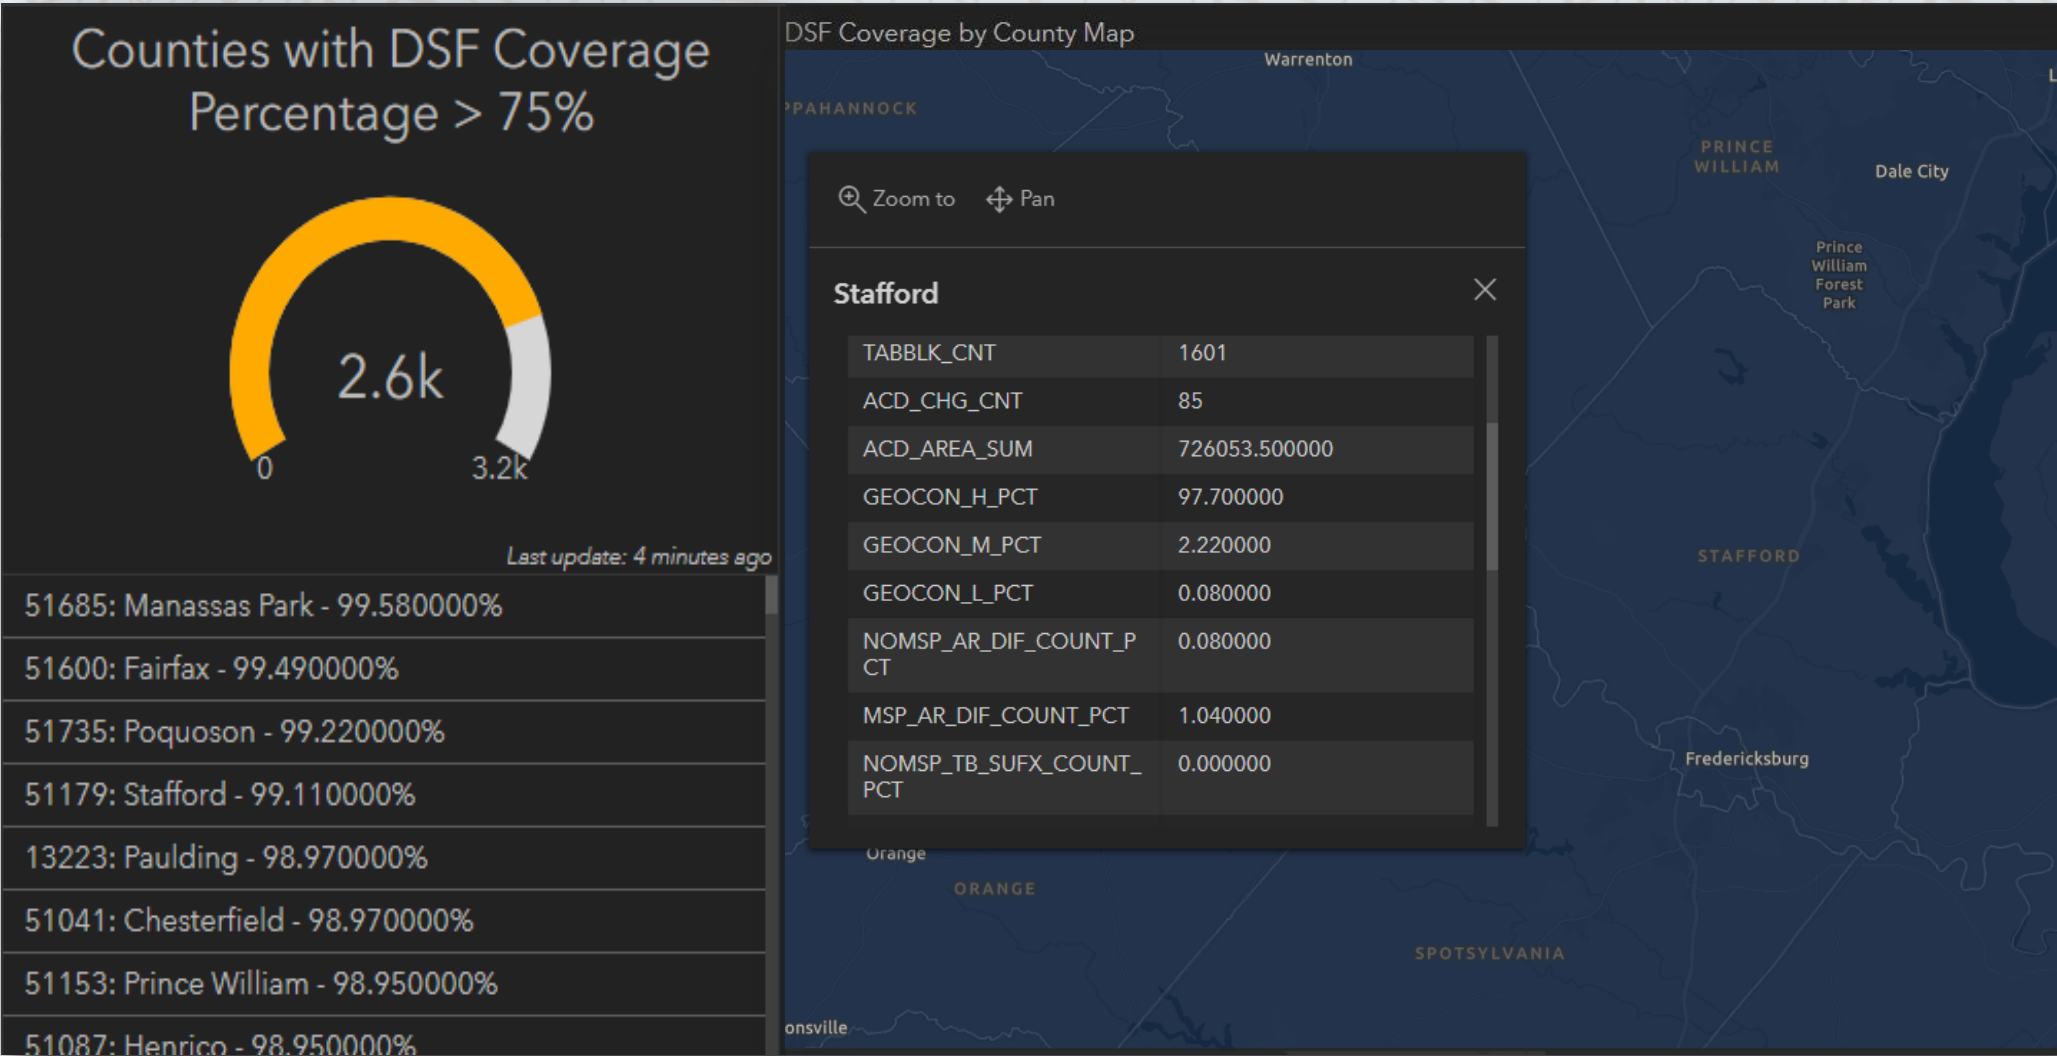 Counties with DSF Coverage
Percentage > 75%
2.6k
0
3.2k
Last update: 4 minutes ago
51685: Manassas Park - 99.580000%
51600: Fairfax - 99.490000%
51735: Poquoson - 99.220000%
51179: Stafford - 99.110000%
13223: Paulding - 98.970000%
51041: Chesterfield - 98.970000%
51153: Prince William - 98.950000%
51087: Henrico - 98.950000%
DSF Coverage by County Map
Warrenton
PPAHANNOCK
PRINCE
WILLIAM
Dale City
L
Prince
William
Forest
Park
Zoom to
Pan
Stafford
TABBLK_CNT 1601
ACD_CHG_CNT 85
ACD_AREA_SUM 726053.500000
GEOCON_H_PCT 97.700000
GEOCON_M_PCT 2.220000
GEOCON_L_PCT 0.080000
NOMSP_AR_DIF_COUNT_P 0.080000
CT
MSP_AR_DIF_COUNT_PCT 1.040000
NOMSP_TB_SUFX_COUNT_ 0.000000
PCT
STAFFORD
Fredericksburg
Orange
ORANGE
SPOTSYLVANIA
onsville